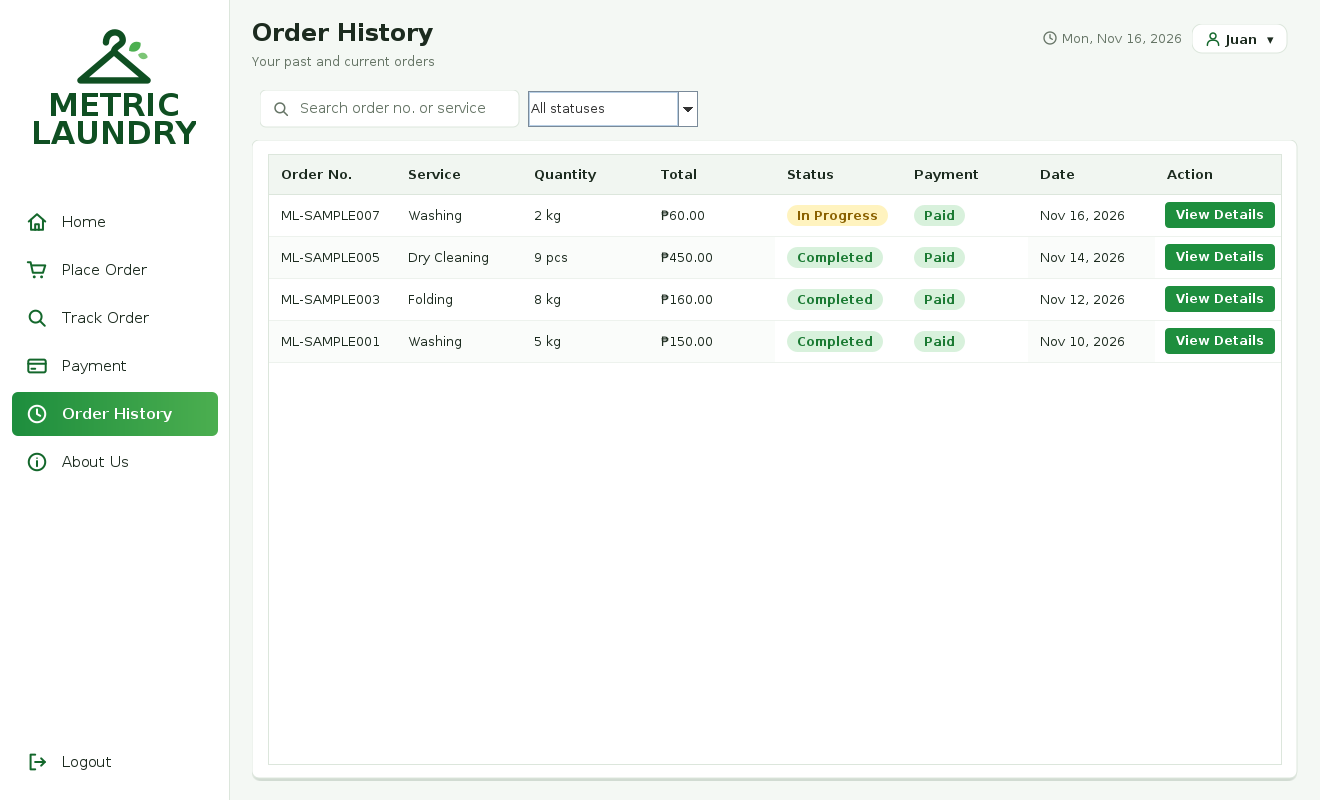 METRIC
LAUNDRY
Home
Place Order
Track Order
Payment
Order History
About Us
Logout
Order History
Your past and current orders
Mon, Nov 16, 2026
Juan ▾
Search order no. or service
All statuses
Order No. Service Quantity Total Status Payment Date Action
ML-SAMPLE007 Washing 2 kg ₱60.00 In Progress Paid Nov 16, 2026 View Details
ML-SAMPLE005 Dry Cleaning 9 pcs ₱450.00 Completed Paid Nov 14, 2026 View Details
ML-SAMPLE003 Folding 8 kg ₱160.00 Completed Paid Nov 12, 2026 View Details
ML-SAMPLE001 Washing 5 kg ₱150.00 Completed Paid Nov 10, 2026 View Details